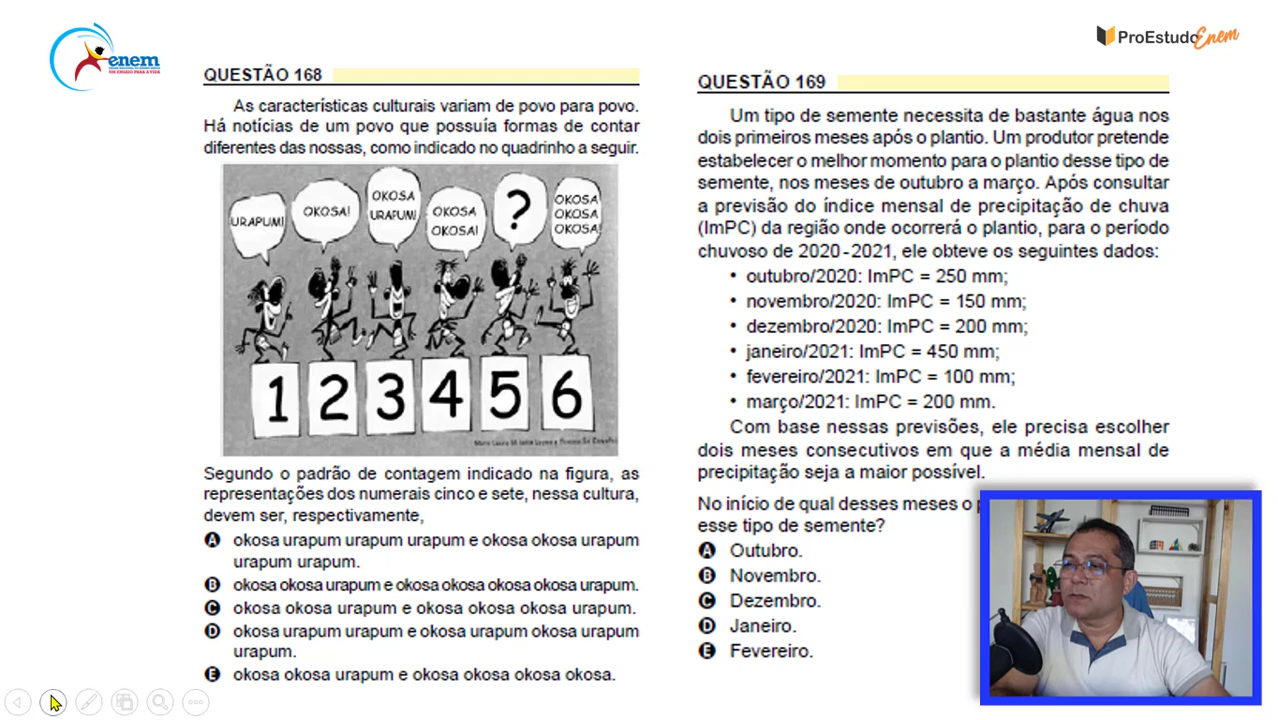 enem
ProEstudo Enem
QUESTÃO 168
As características culturais variam de povo para povo.
Há notícias de um povo que possuía formas de contar
diferentes das nossas, como indicado no quadrinho a seguir.
URAPUM!
OKOSA!
OKOSA
URAPUM!
OKOSA
OKOSA!
?
OKOSA
OKOSA
OKOSA!
1 2 3 4 5 6
Segundo o padrão de contagem indicado na figura, as
representações dos numerais cinco e sete, nessa cultura,
devem ser, respectivamente,
A okosa urapum urapum urapum e okosa okosa urapum
urapum urapum.
B okosa okosa urapum e okosa okosa okosa okosa urapum.
C okosa okosa urapum e okosa okosa okosa urapum.
D okosa urapum urapum e okosa urapum okosa urapum
urapum.
E okosa okosa urapum e okosa okosa okosa okosa.
QUESTÃO 169
Um tipo de semente necessita de bastante água nos
dois primeiros meses após o plantio. Um produtor pretende
estabelecer o melhor momento para o plantio desse tipo de
semente, nos meses de outubro a março. Após consultar
a previsão do índice mensal de precipitação de chuva
(ImPC) da região onde ocorrerá o plantio, para o período
chuvoso de 2020-2021, ele obteve os seguintes dados:
• outubro/2020: ImPC = 250 mm;
• novembro/2020: ImPC = 150 mm;
• dezembro/2020: ImPC = 200 mm;
• janeiro/2021: ImPC = 450 mm;
• fevereiro/2021: ImPC = 100 mm;
• março/2021: ImPC = 200 mm.
Com base nessas previsões, ele precisa escolher
dois meses consecutivos em que a média mensal de
precipitação seja a maior possível.
No início de qual desses meses o
esse tipo de semente?
A Outubro.
B Novembro.
C Dezembro.
D Janeiro.
E Fevereiro.